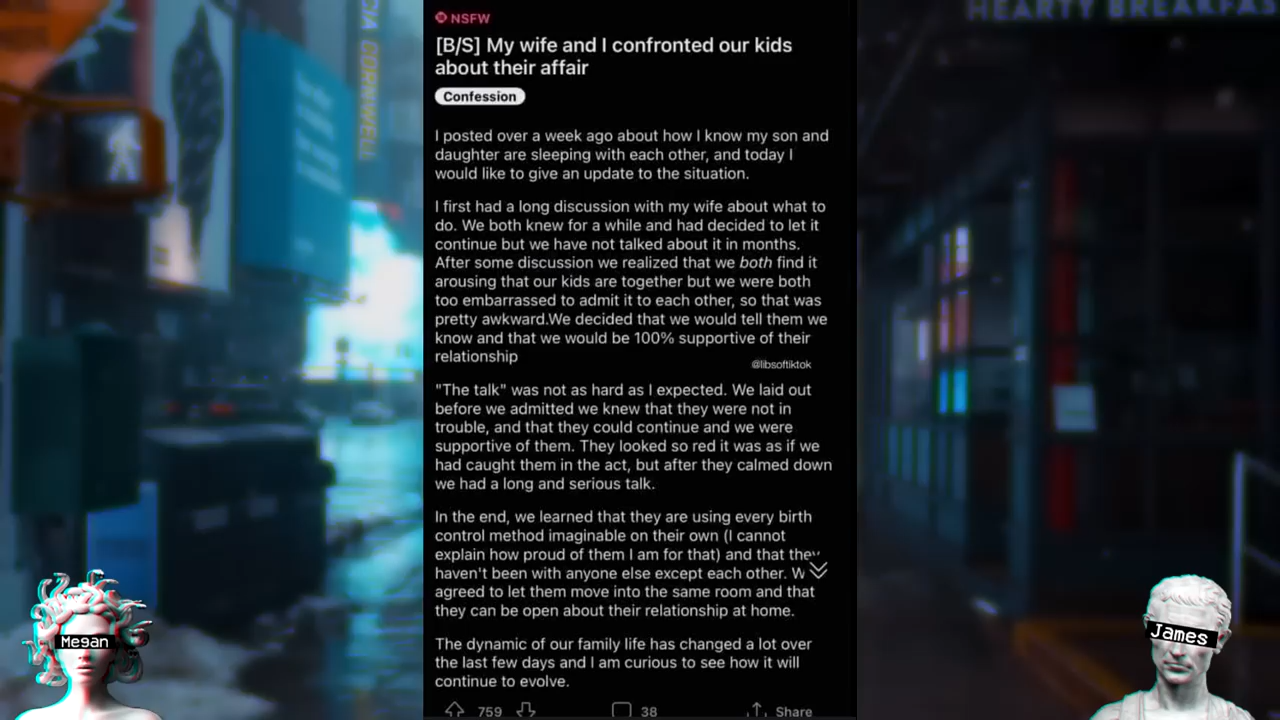 HEARTY BREAKFAS
CIA CORNWELL
NSFW
[B/S] My wife and I confronted our kids
about their affair
Confession
I posted over a week ago about how I know my son and
daughter are sleeping with each other, and today I
would like to give an update to the situation.
I first had a long discussion with my wife about what to
do. We both knew for a while and had decided to let it
continue but we have not talked about it in months.
After some discussion we realized that we both find it
arousing that our kids are together but we were both
too embarrassed to admit it to each other, so that was
pretty awkward.We decided that we would tell them we
know and that we would be 100% supportive of their
relationship
@libsoftiktok
"The talk" was not as hard as I expected. We laid out
before we admitted we knew that they were not in
trouble, and that they could continue and we were
supportive of them. They looked so red it was as if we
had caught them in the act, but after they calmed down
we had a long and serious talk.
In the end, we learned that they are using every birth
control method imaginable on their own (I cannot
explain how proud of them I am for that) and that they
haven't been with anyone else except each other. W
agreed to let them move into the same room and that
they can be open about their relationship at home.
The dynamic of our family life has changed a lot over
the last few days and I am curious to see how it will
continue to evolve.
759 38 Share
Megan
James